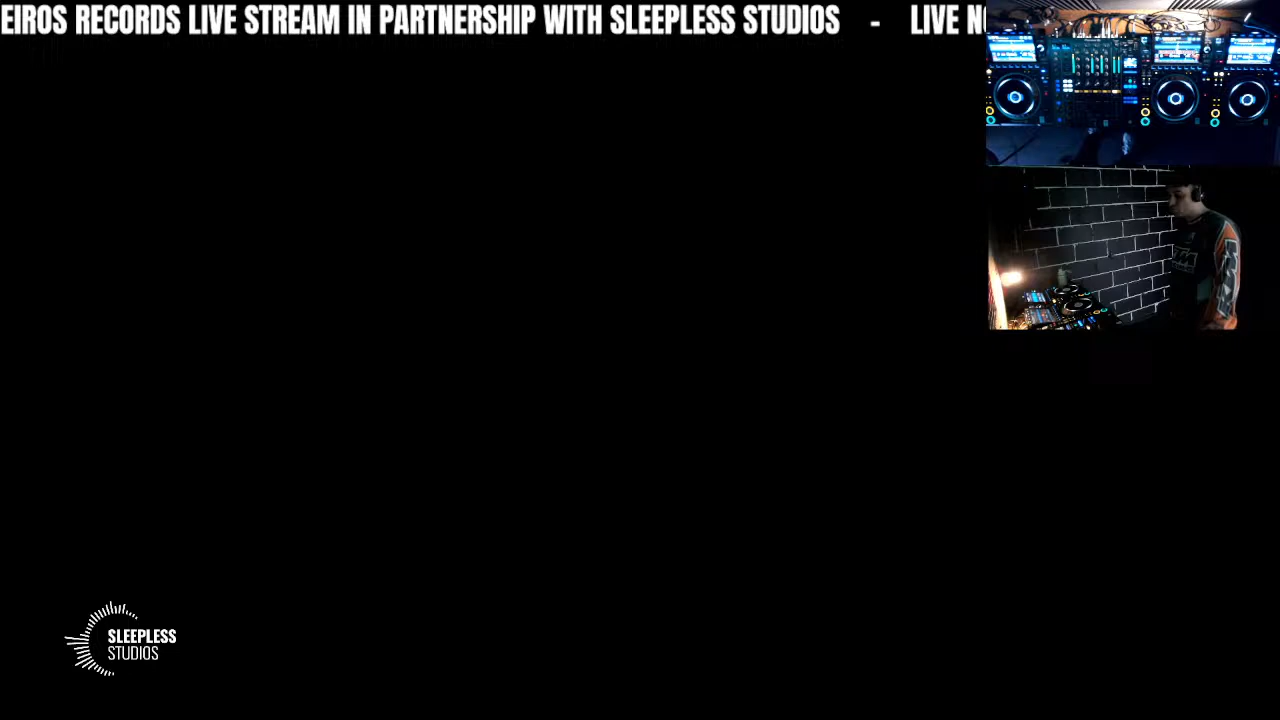 EIROS RECORDS LIVE STREAM IN PARTNERSHIP WITH SLEEPLESS STUDIOS - LIVE
SLEEPLESS
STUDIOS